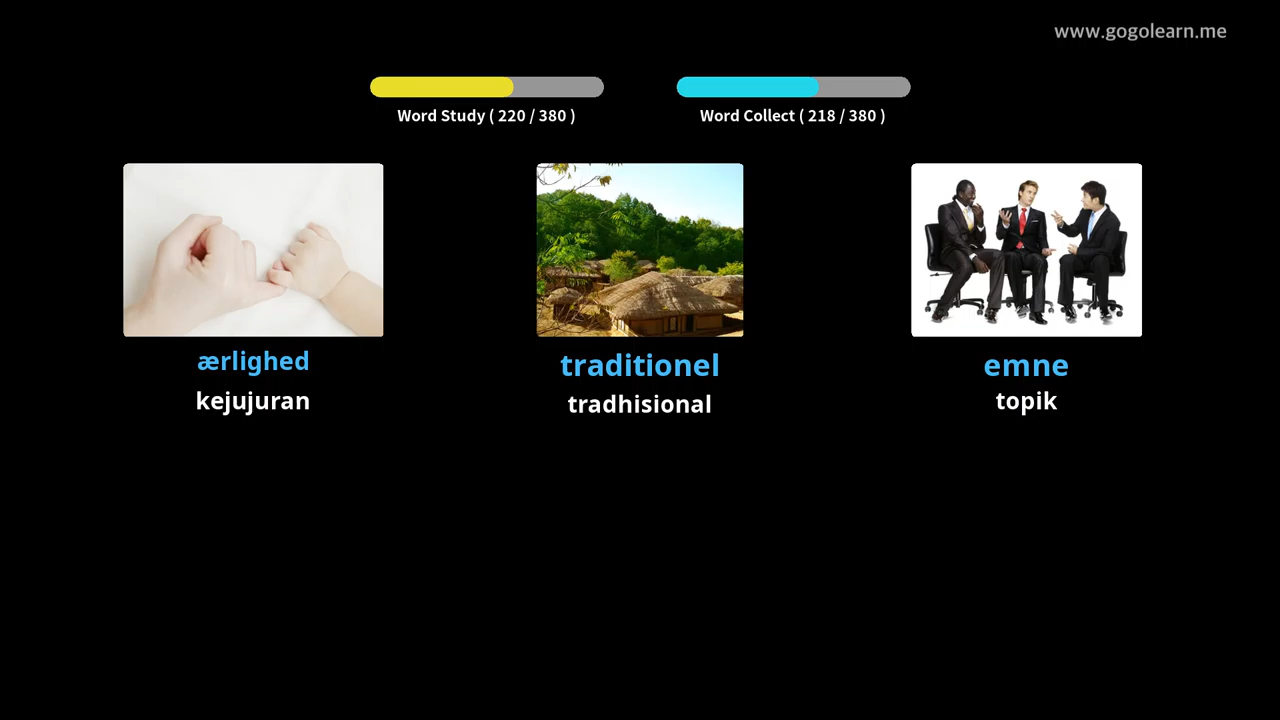 www.gogolearn.me
Word Study ( 220 / 380 )
Word Collect ( 218 / 380 )
ærlighed
kejujuran
traditionel
tradhisional
emne
topik